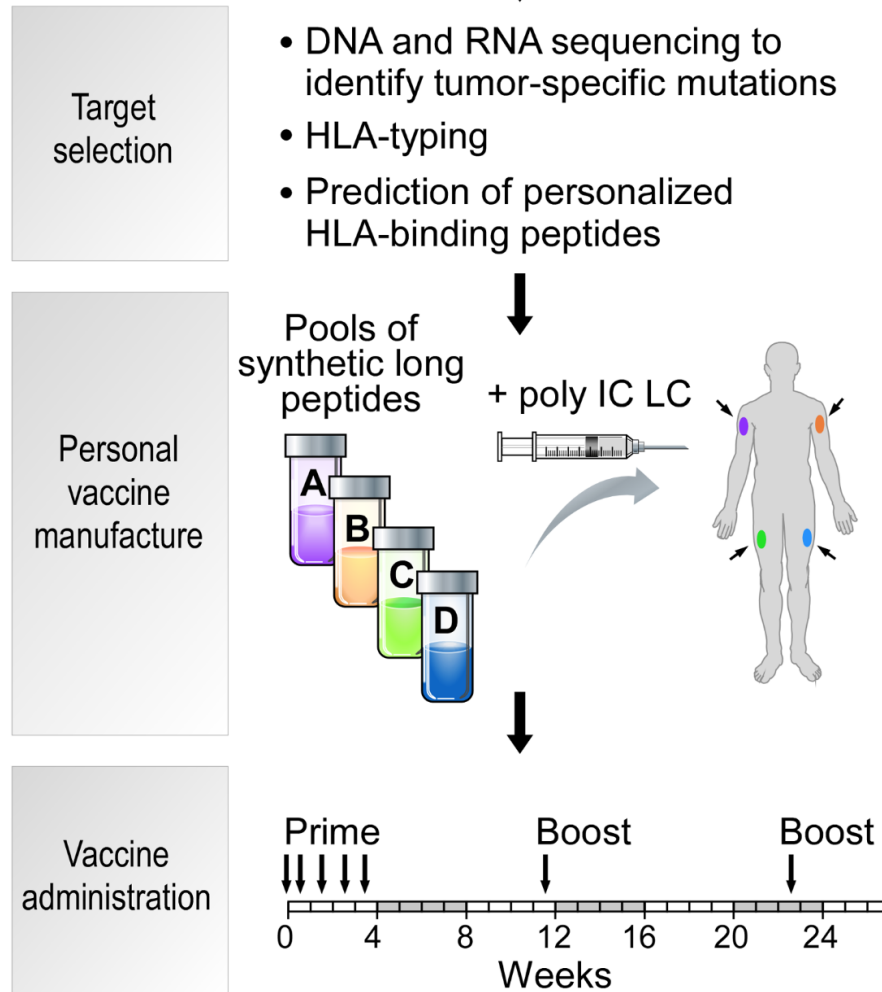 Target
selection
• DNA and RNA sequencing to
identify tumor-specific mutations
• HLA-typing
• Prediction of personalized
HLA-binding peptides
Personal
vaccine
manufacture
Pools of
synthetic long
peptides
+ poly IC LC
A
B
C
D
Vaccine
administration
Prime
Boost
Boost
0 4 8 12 16 20 24
Weeks